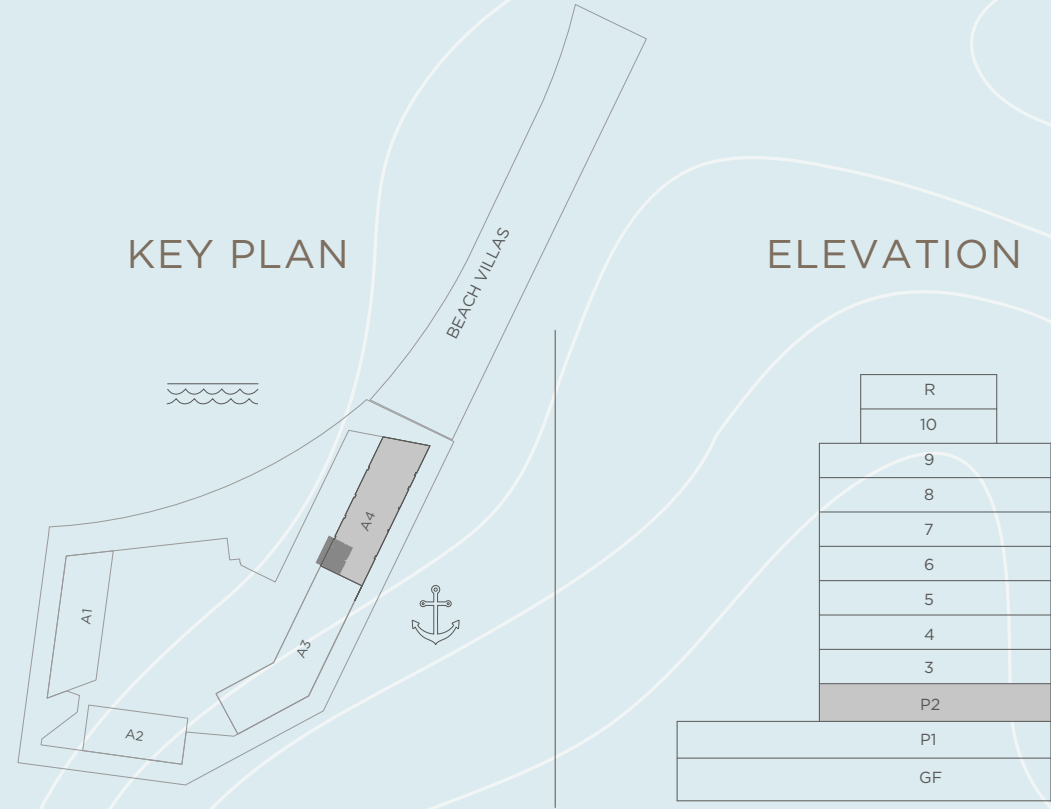 KEY PLAN
ELEVATION
BEACH VILLAS
A4
A3
A1
A2
R
10
9
8
7
6
5
4
3
P2
P1
GF